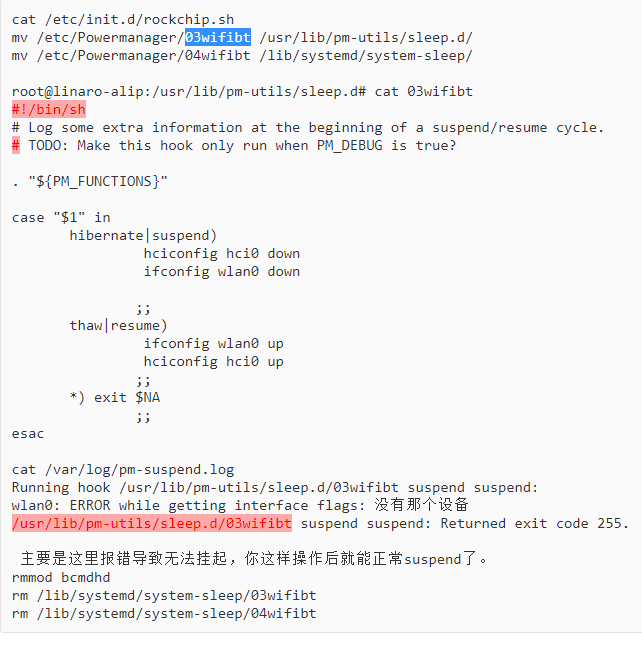 cat /etc/init.d/rockchip.sh
mv /etc/Powermanager/03wifibt /usr/lib/pm-utils/sleep.d/
mv /etc/Powermanager/04wifibt /lib/systemd/system-sleep/
root@linaro-alip:/usr/lib/pm-utils/sleep.d# cat 03wifibt
#!/bin/sh
# Log some extra information at the beginning of a suspend/resume cycle.
# TODO: Make this hook only run when PM_DEBUG is true?
. "${PM_FUNCTIONS}"
case "$1" in
hibernate|suspend)
hciconfig hci0 down
ifconfig wlan0 down
;;
thaw|resume)
ifconfig wlan0 up
hciconfig hci0 up
;;
*) exit $NA
;;
esac
cat /var/log/pm-suspend.log
Running hook /usr/lib/pm-utils/sleep.d/03wifibt suspend suspend:
wlan0: ERROR while getting interface flags: 没有那个设备
/usr/lib/pm-utils/sleep.d/03wifibt suspend suspend: Returned exit code 255.
主要是这里报错导致无法挂起，你这样操作后就能正常suspend了。
rmmod bcmdhd
rm /lib/systemd/system-sleep/03wifibt
rm /lib/systemd/system-sleep/04wifibt